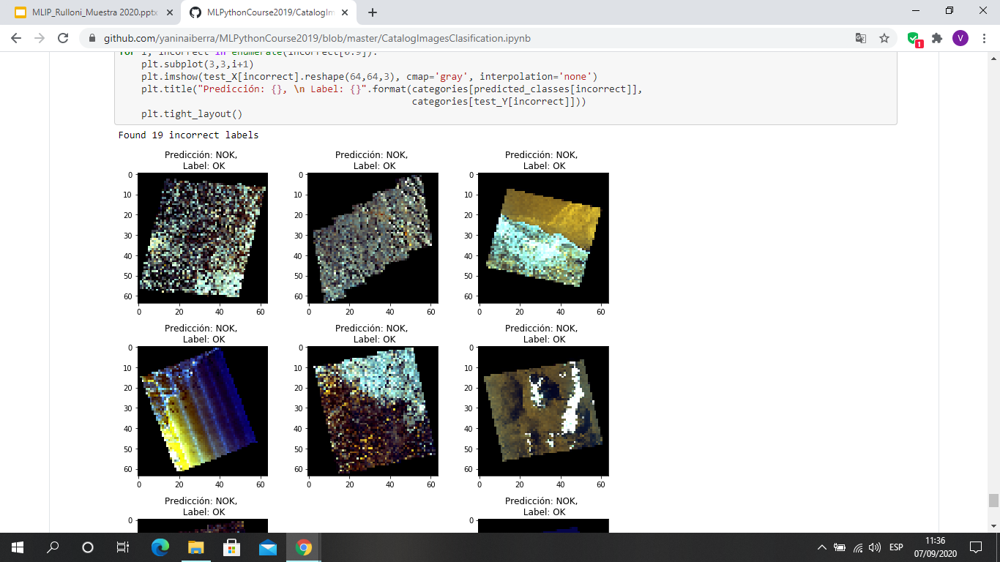 MLIP_Rulloni_Muestra 2020.pptx
MLPythonCourse2019/CatalogIm
github.com/yaninaiberra/MLPythonCourse2019/blob/master/CatalogImagesClasification.ipynb
V
1
for i, incorrect in enumerate(incorrect[0:9]):
plt.subplot(3,3,i+1)
plt.imshow(test_X[incorrect].reshape(64,64,3), cmap='gray', interpolation='none')
plt.title("Predicción: {}, \n Label: {}".format(categories[predicted_classes[incorrect]],
categories[test_Y[incorrect]]))
plt.tight_layout()
Found 19 incorrect labels
Predicción: NOK, Predicción: NOK, Predicción: NOK,
Label: OK Label: OK Label: OK
0 0 0
10 10 10
20 20 20
30 30 30
40 40 40
50 50 50
60 60 60
0 20 40 60 0 20 40 60 0 20 40 60
Predicción: NOK, Predicción: NOK, Predicción: NOK,
Label: OK Label: OK Label: OK
0 0 0
10 10 10
20 20 20
30 30 30
40 40 40
50 50 50
60 60 60
0 20 40 60 0 20 40 60 0 20 40 60
Predicción: NOK, Predicción: NOK, Predicción: NOK,
Label: OK Label: OK Label: OK
0 0 0
ESP
11:36
07/09/2020